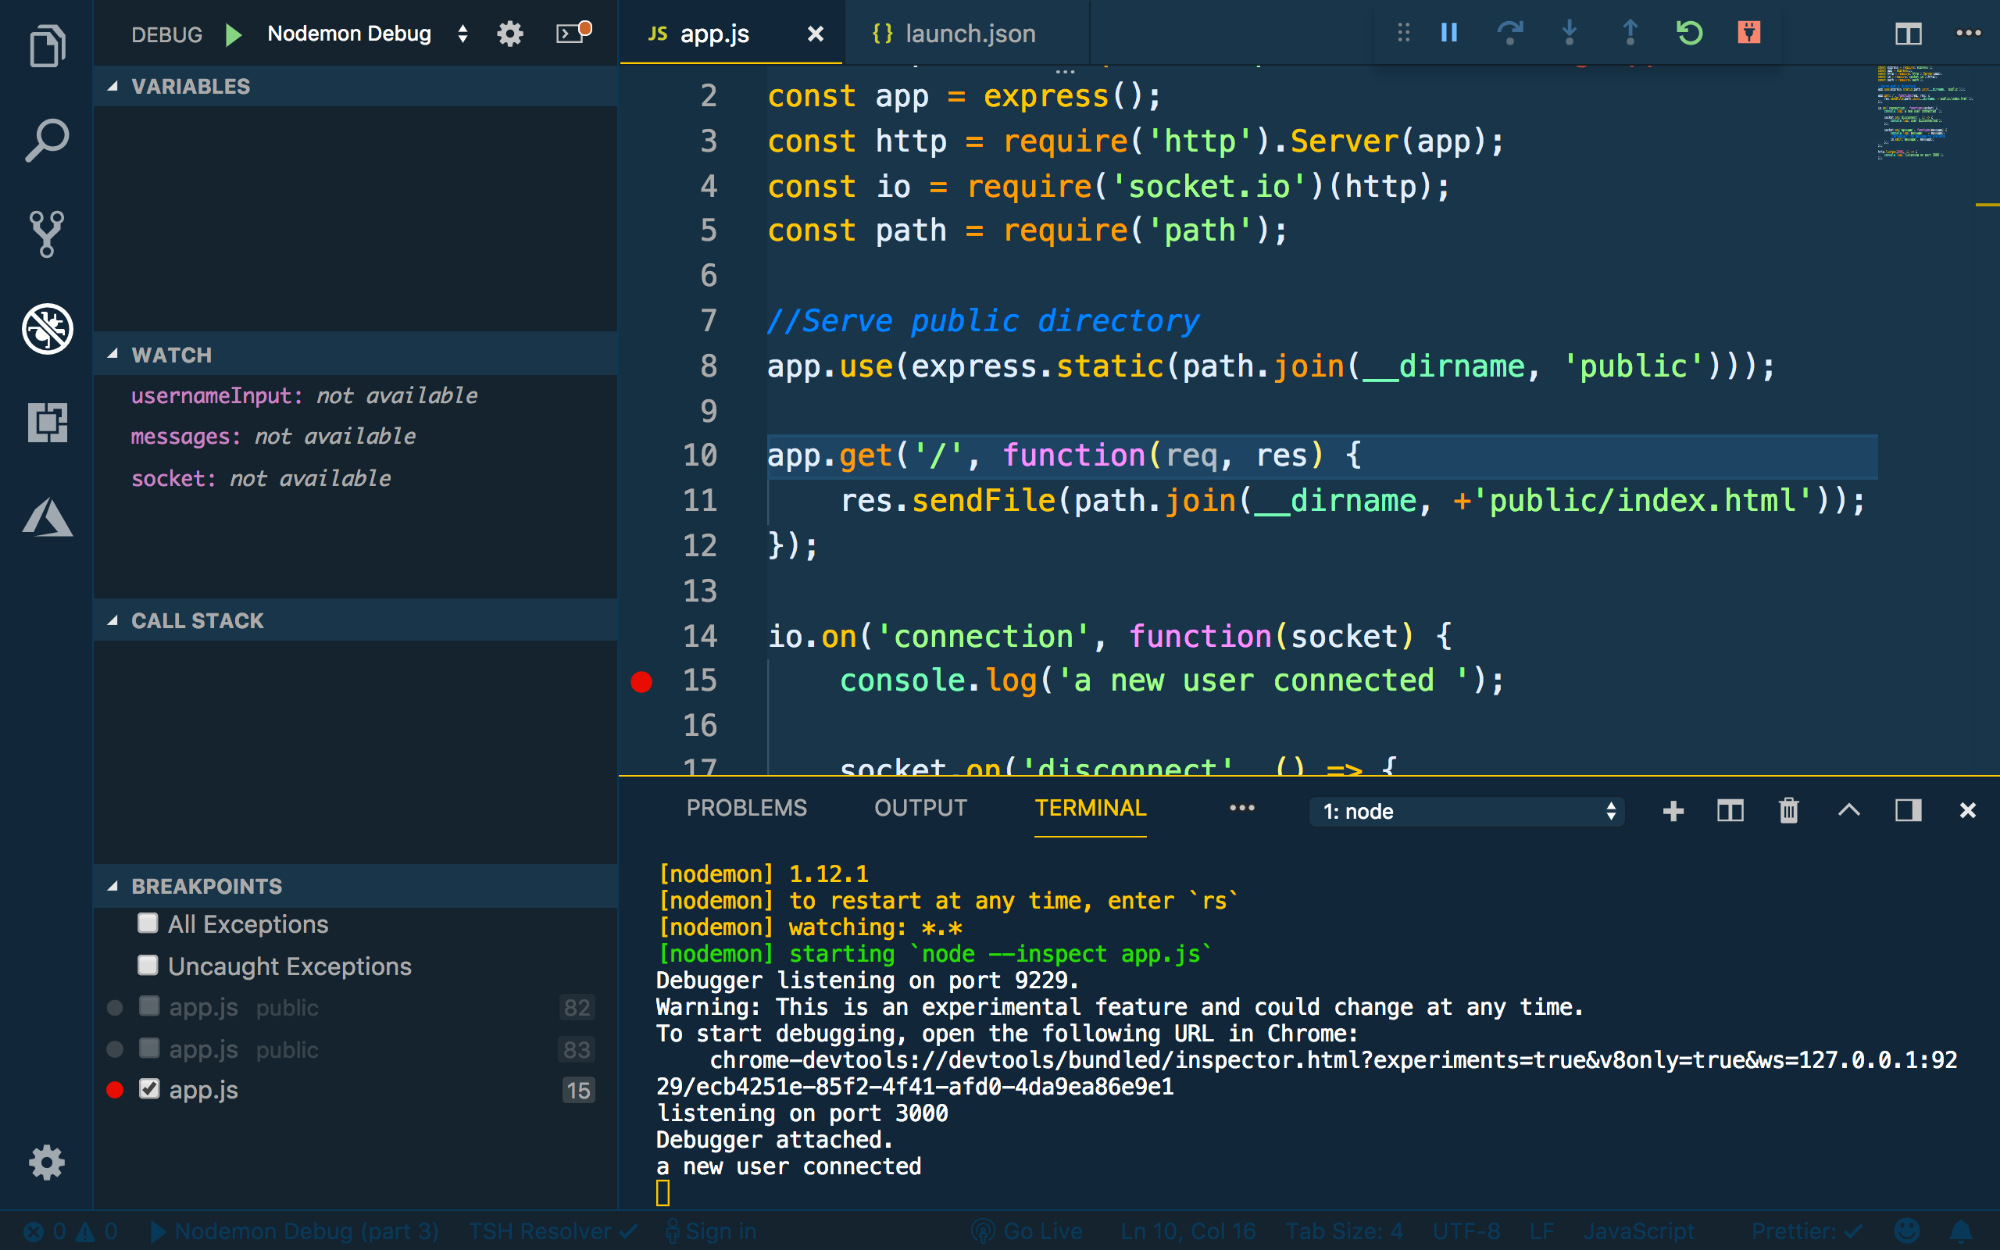 DEBUG Nodemon Debug
VARIABLES
WATCH
usernameInput: not available
messages: not available
socket: not available
CALL STACK
BREAKPOINTS
All Exceptions
Uncaught Exceptions
app.js public 82
app.js public 83
app.js 15
JS app.js
{} launch.json
2 const app = express();
3 const http = require('http').Server(app);
4 const io = require('socket.io')(http);
5 const path = require('path');
6
7 //Serve public directory
8 app.use(express.static(path.join(__dirname, 'public')));
9
10 app.get('/', function(req, res) {
11 res.sendFile(path.join(__dirname, +'public/index.html'));
12 });
13
14 io.on('connection', function(socket) {
15 console.log('a new user connected ');
16
17 socket.on('disconnect', () => {
PROBLEMS OUTPUT TERMINAL ••• 1: node
[nodemon] 1.12.1
[nodemon] to restart at any time, enter `rs`
[nodemon] watching: *.*
[nodemon] starting `node --inspect app.js`
Debugger listening on port 9229.
Warning: This is an experimental feature and could change at any time.
To start debugging, open the following URL in Chrome:
chrome-devtools://devtools/bundled/inspector.html?experiments=true&v8only=true&ws=127.0.0.1:92
29/ecb4251e-85f2-4f41-afd0-4da9ea86e9e1
listening on port 3000
Debugger attached.
a new user connected
0 0 Nodemon Debug (part 3) TSH Resolver ✓ Sign in Go Live Ln 10, Col 16 Tab Size: 4 UTF-8 LF JavaScript Prettier: ✓